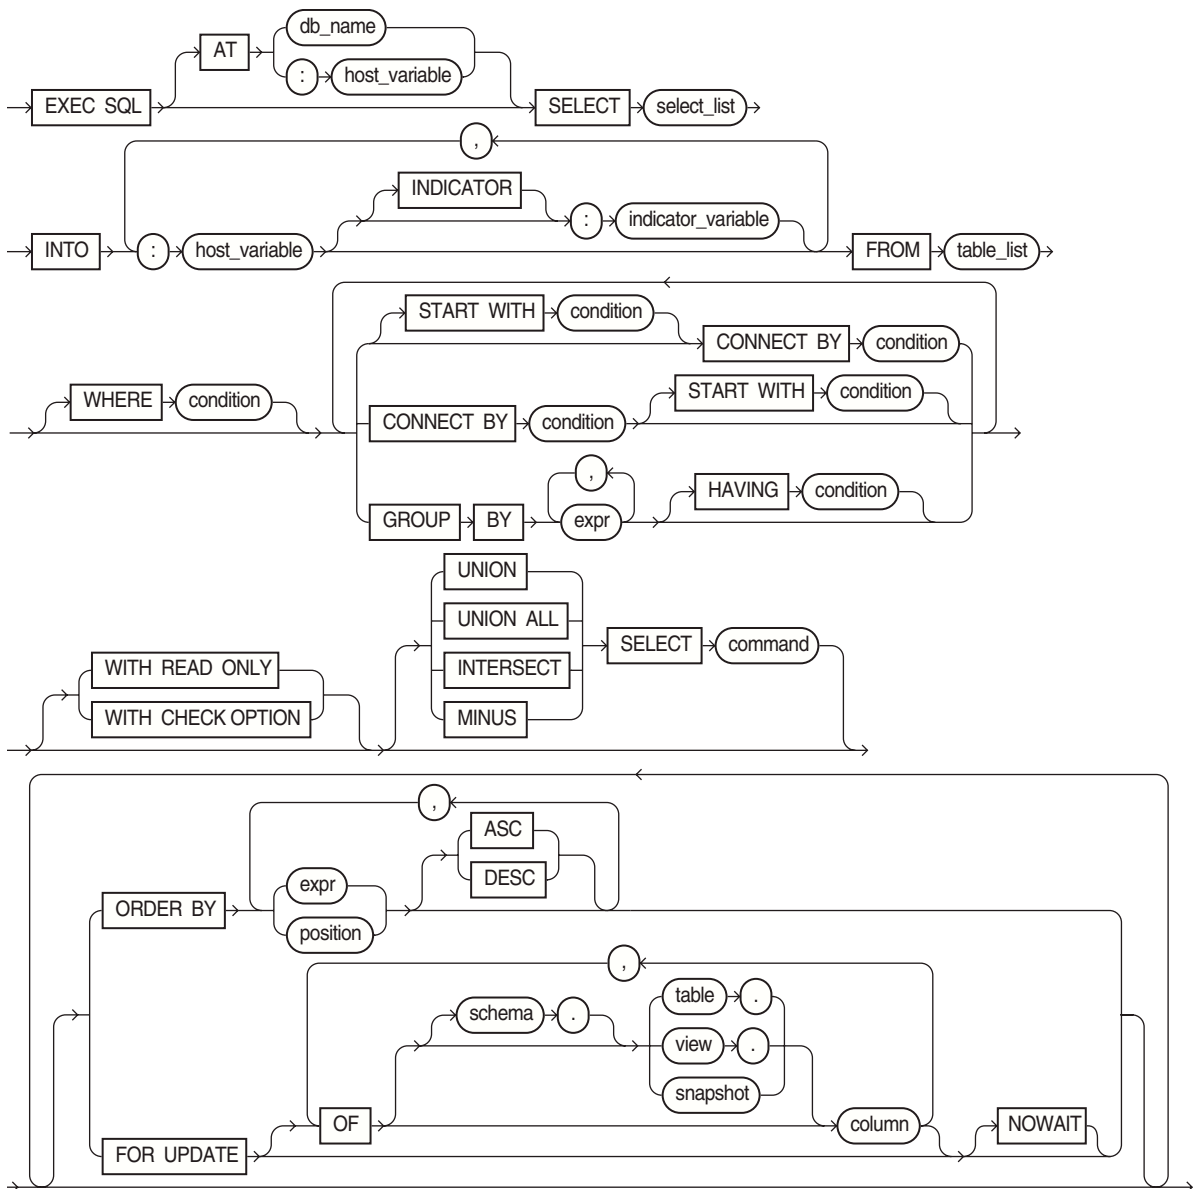 db_name
AT
: host_variable
EXEC SQL SELECT select_list
,
INDICATOR
: indicator_variable
INTO : host_variable FROM table_list
START WITH condition
CONNECT BY condition
START WITH condition
WHERE condition
CONNECT BY condition
,
HAVING condition
GROUP BY expr
UNION
UNION ALL
SELECT command
WITH READ ONLY INTERSECT
WITH CHECK OPTION MINUS
,
ASC
DESC
expr
ORDER BY
position
,
table .
schema .
view .
snapshot
OF column NOWAIT
FOR UPDATE